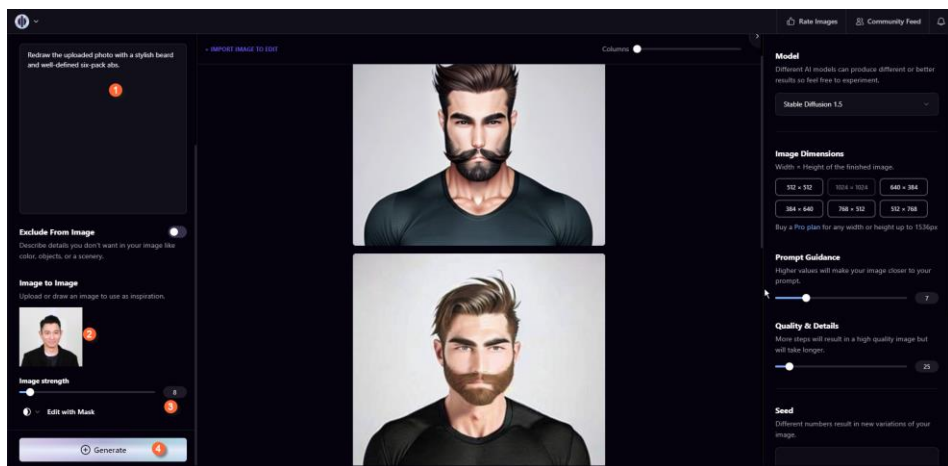 Rate Images
Community Feed
Redraw the uploaded photo with a stylish beard
and well-defined six-pack abs.
1
Exclude From Image
Describe details you don't want in your image like
color, objects, or a scenery.
Image to Image
Upload or draw an image to use as inspiration.
2
Image strength
8
Edit with Mask
3
Generate
4
+ IMPORT IMAGE TO EDIT
Columns
Model
Different AI models can produce different or better
results so feel free to experiment.
Stable Diffusion 1.5
Image Dimensions
Width × Height of the finished image.
512 × 512
1024 × 1024
640 × 384
384 × 640
768 × 512
512 × 768
Buy a Pro plan for any width or height up to 1536px
Prompt Guidance
Higher values will make your image closer to your
prompt.
7
Quality & Details
More steps will result in a high quality image but
will take longer.
25
Seed
Different numbers result in new variations of your
image.